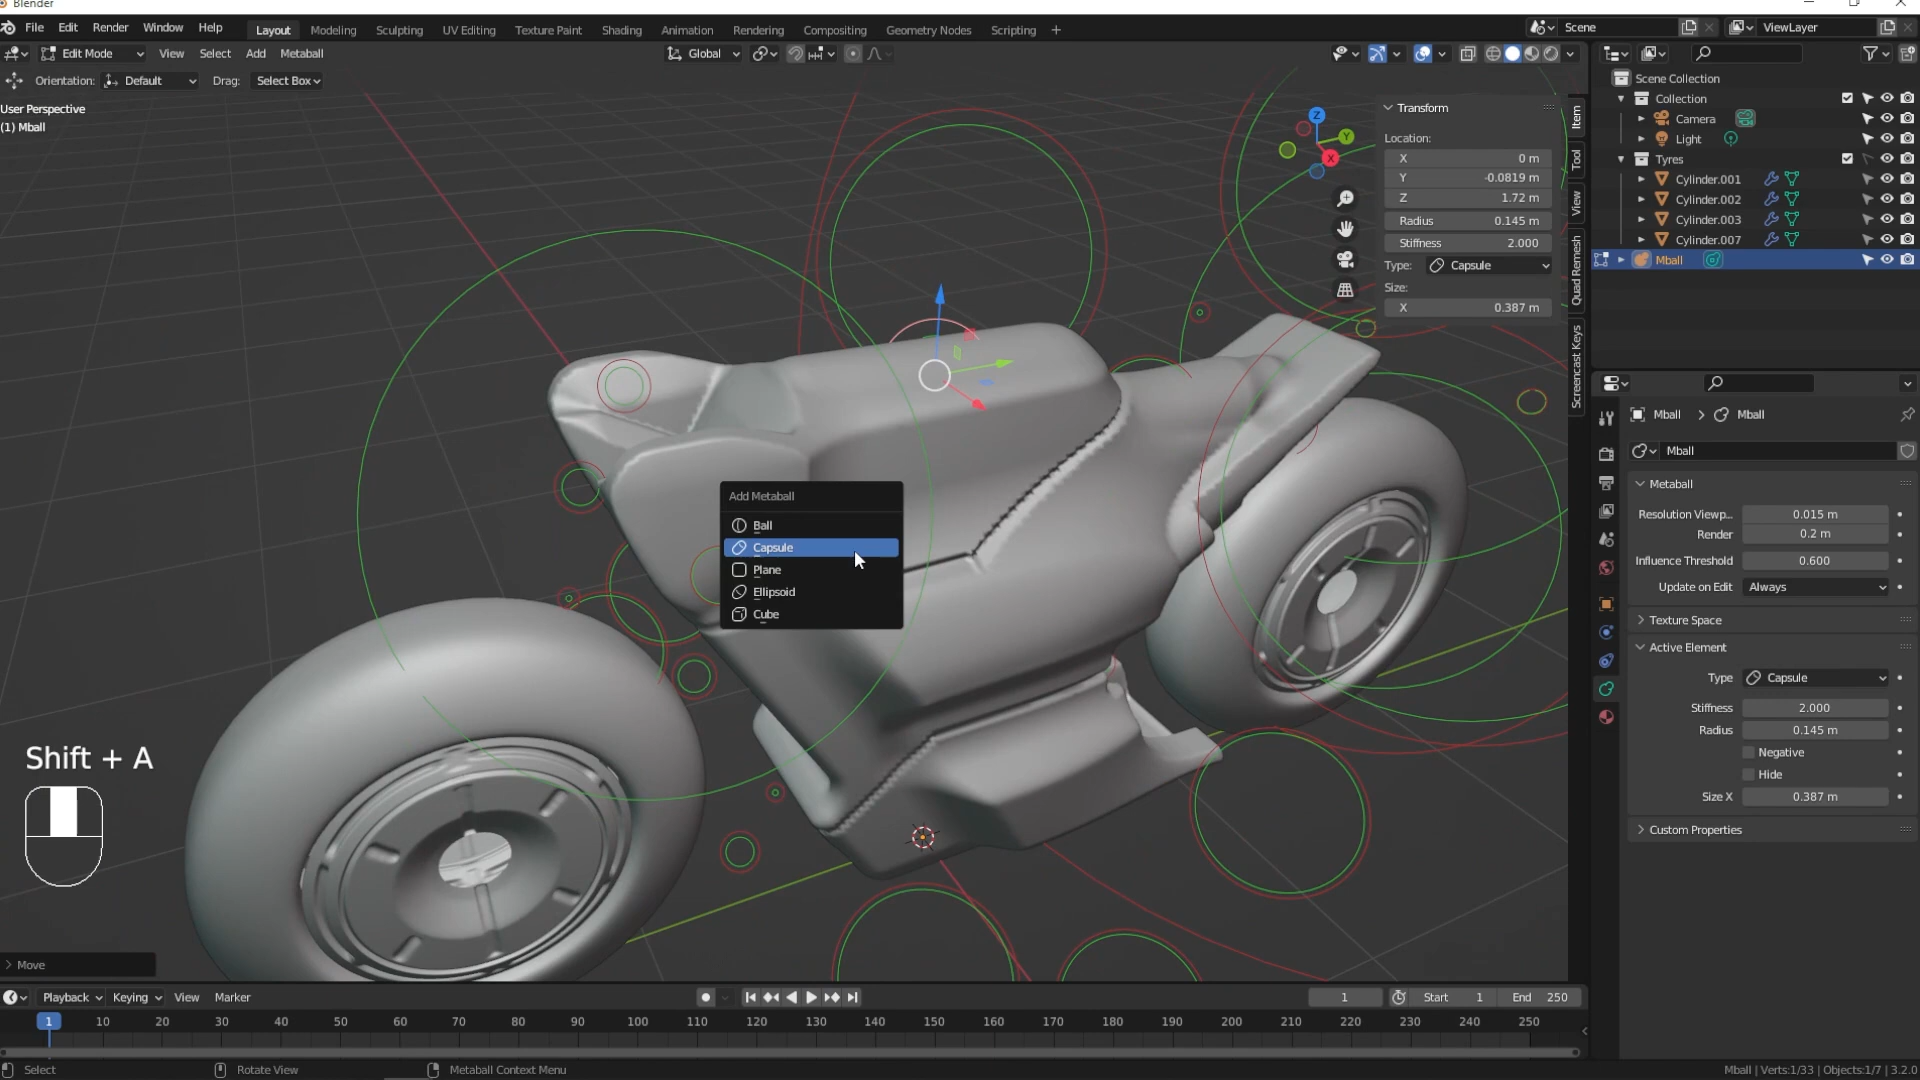 Blender
File Edit Render Window Help Layout Modeling Sculpting UV Editing Texture Paint Shading Animation Rendering Compositing Geometry Nodes Scripting + Scene ViewLayer
Edit Mode View Select Add Metaball Global
Orientation: Default Drag: Select Box
User Perspective
(1) Mball
Z
Y
X
Transform
Location:
X 0 m
Y -0.0819 m
Z 1.72 m
Radius 0.145 m
Stiffness 2.000
Type: Capsule
Size:
X 0.387 m
Item
Tool
View
Quad Remesh
Screencast Keys
Scene Collection
Collection
Camera
Light
Tyres
Cylinder.001
Cylinder.002
Cylinder.003
Cylinder.007
Mball
Mball > Mball
Mball
Metaball
Resolution Viewp... 0.015 m
Render 0.2 m
Influence Threshold 0.600
Update on Edit Always
Texture Space
Active Element
Type Capsule
Stiffness 2.000
Radius 0.145 m
Negative
Hide
Size X 0.387 m
Custom Properties
Add Metaball
Ball
Capsule
Plane
Ellipsoid
Cube
Shift + A
Move
Playback Keying View Marker 1 Start 1 End 250
1 10 20 30 40 50 60 70 80 90 100 110 120 130 140 150 160 170 180 190 200 210 220 230 240 250
Select Rotate View Metaball Context Menu Mball | Verts:1/33 | Objects:1/7 | 3.2.0